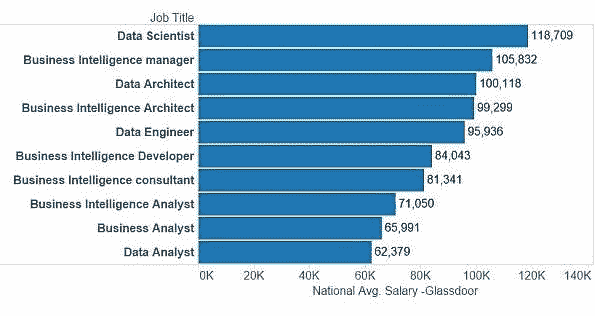 Job Title
Data Scientist 118,709
Business Intelligence manager 105,832
Data Architect 100,118
Business Intelligence Architect 99,299
Data Engineer 95,936
Business Intelligence Developer 84,043
Business Intelligence consultant 81,341
Business Intelligence Analyst 71,050
Business Analyst 65,991
Data Analyst 62,379
0K 20K 40K 60K 80K 100K 120K 140K
National Avg. Salary -Glassdoor